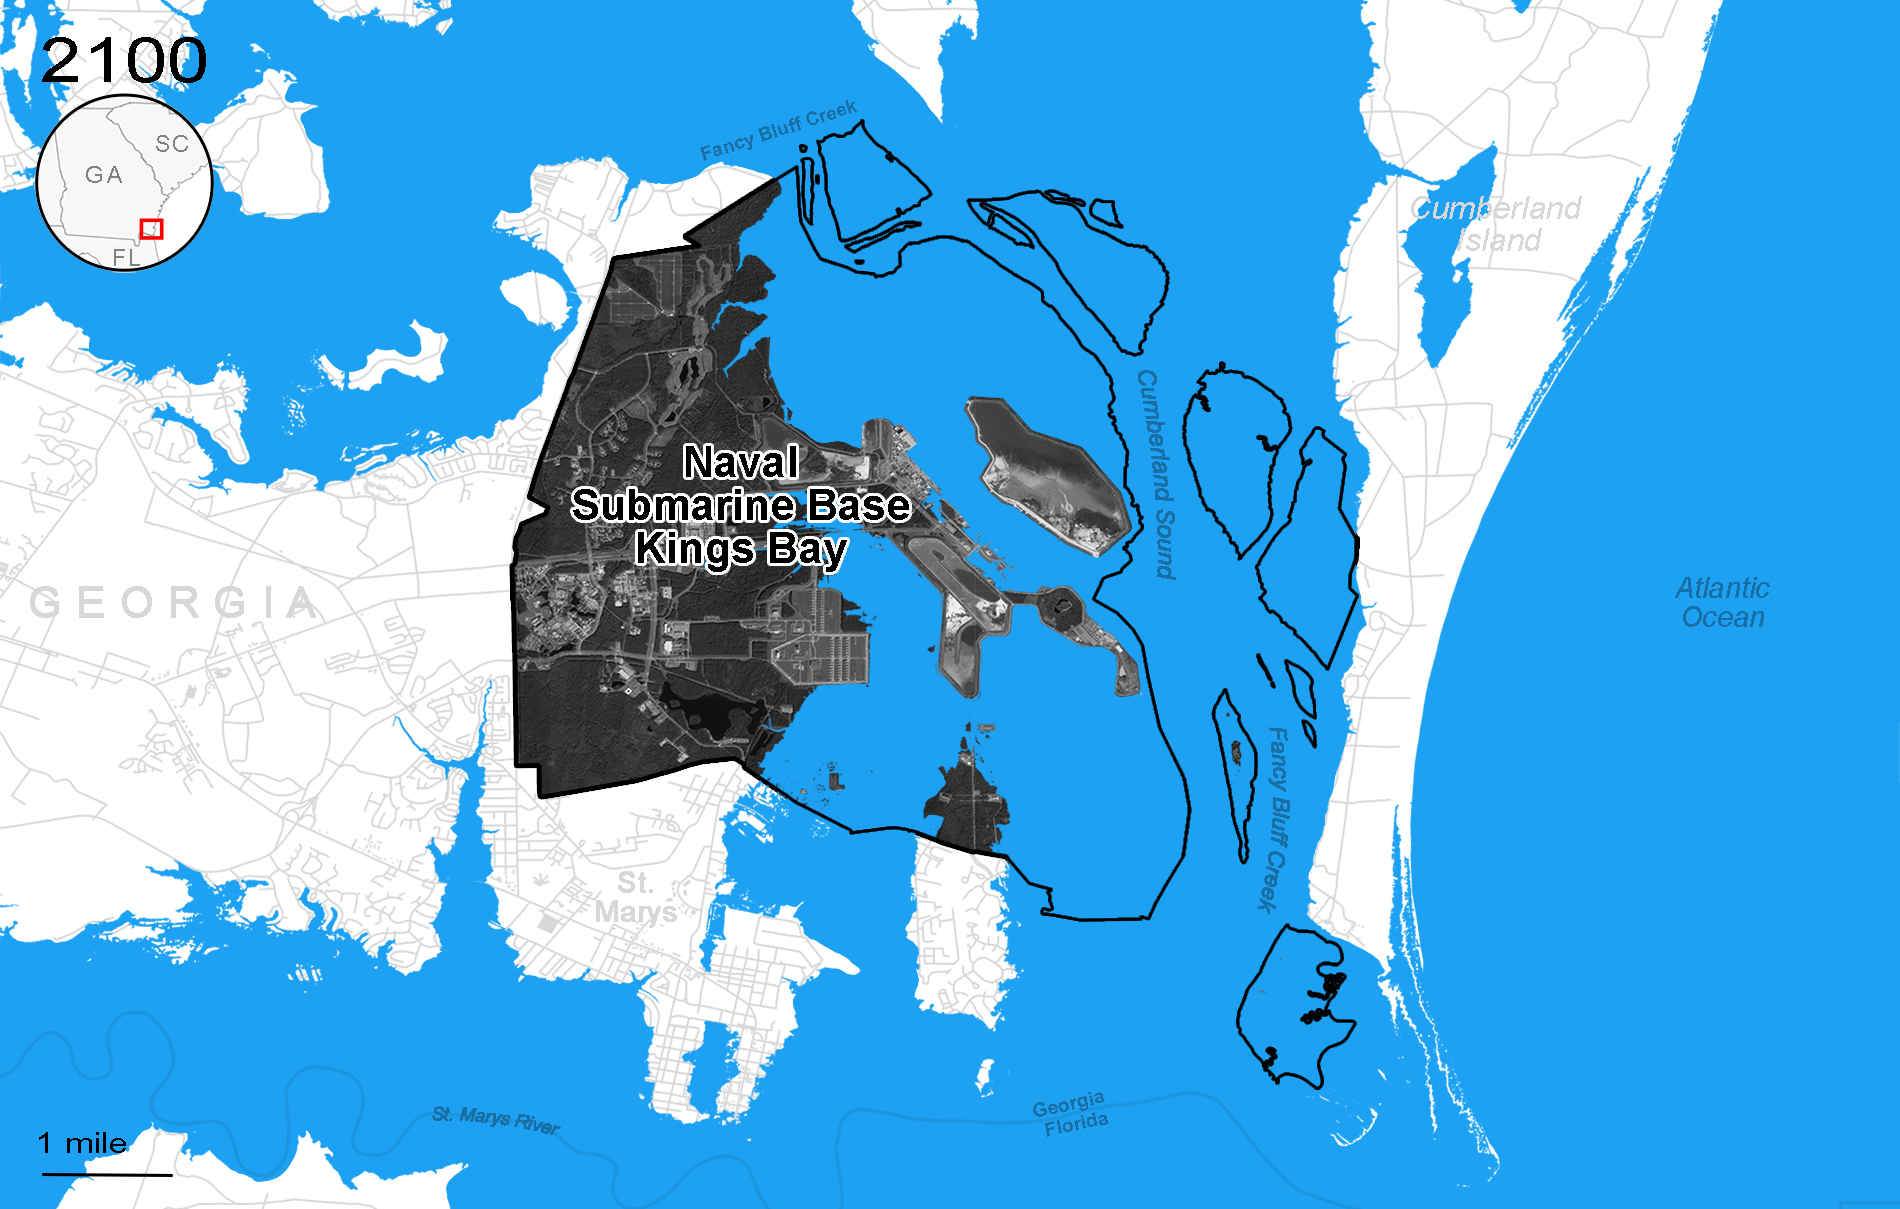 2100
GA
SC
FL
Fancy Bluff Creek
Cumberland
Island
Cumberland Sound
Naval
Submarine Base
Kings Bay
GEORGIA
Atlantic
Ocean
Fancy Bluff Creek
St.
Marys
St. Marys River
Georgia
Florida
1 mile